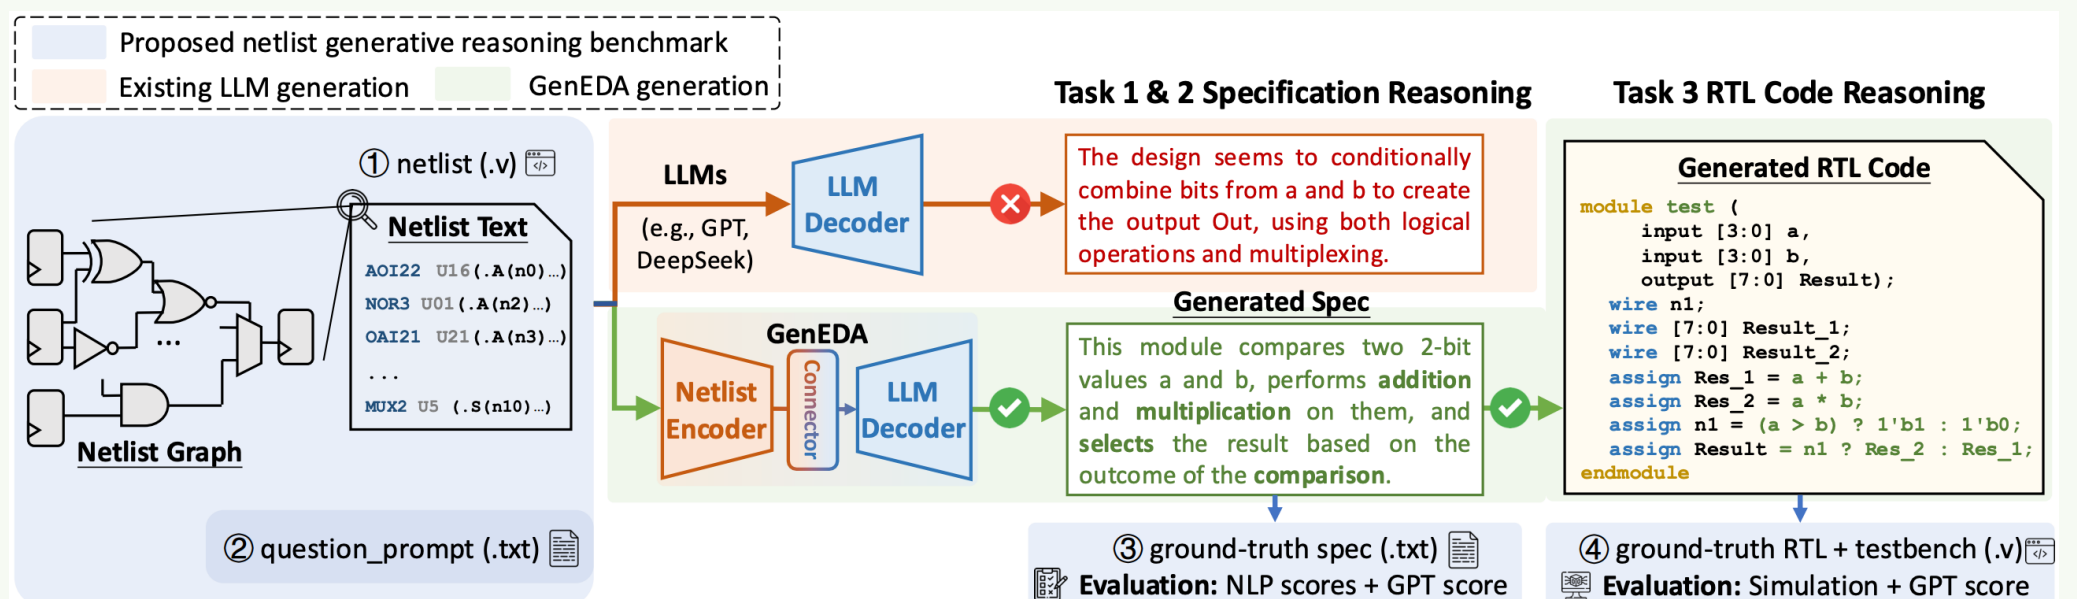 Proposed netlist generative reasoning benchmark
Existing LLM generation
GenEDA generation
① netlist (.v)
Netlist Text
AOI22 U16(.A(n0)…)
NOR3 U01(.A(n2)…)
OAI21 U21(.A(n3)…)
...
MUX2 U5 (.S(n10)…)
...
Netlist Graph
② question_prompt (.txt)
Task 1 & 2 Specification Reasoning
LLMs
(e.g., GPT,
DeepSeek)
LLM
Decoder
The design seems to conditionally
combine bits from a and b to create
the output Out, using both logical
operations and multiplexing.
Generated Spec
GenEDA
Netlist
Encoder
Connector
LLM
Decoder
This module compares two 2-bit
values a and b, performs addition
and multiplication on them, and
selects the result based on the
outcome of the comparison.
③ ground-truth spec (.txt)
Evaluation: NLP scores + GPT score
Task 3 RTL Code Reasoning
Generated RTL Code
module test (
input [3:0] a,
input [3:0] b,
output [7:0] Result);
wire n1;
wire [7:0] Result_1;
wire [7:0] Result_2;
assign Res_1 = a + b;
assign Res_2 = a * b;
assign n1 = (a > b) ? 1'b1 : 1'b0;
assign Result = n1 ? Res_2 : Res_1;
endmodule
④ ground-truth RTL + testbench (.v)
Evaluation: Simulation + GPT score